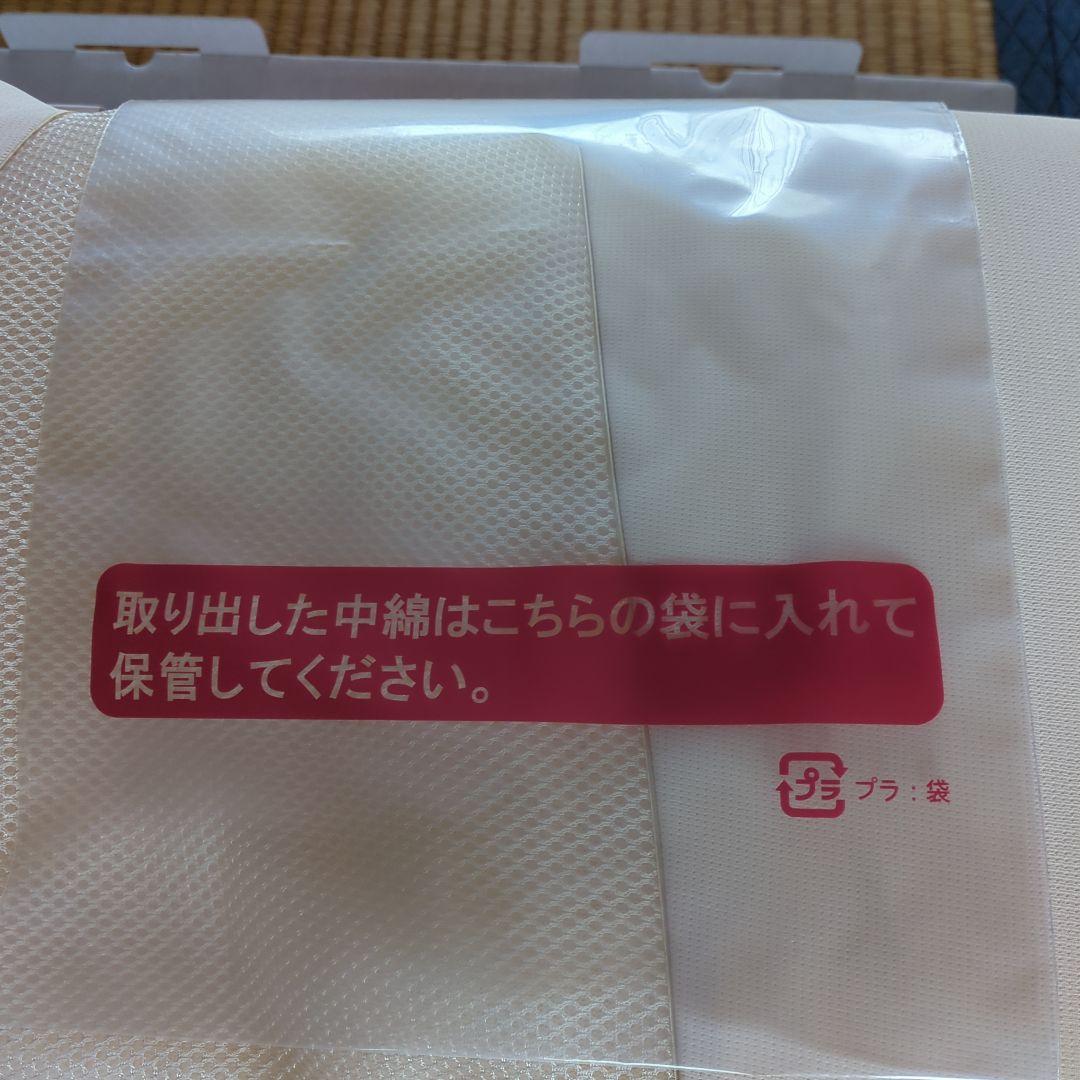 取り出した中綿はこちらの袋に入れて
保管してください。
プラ プラ:袋